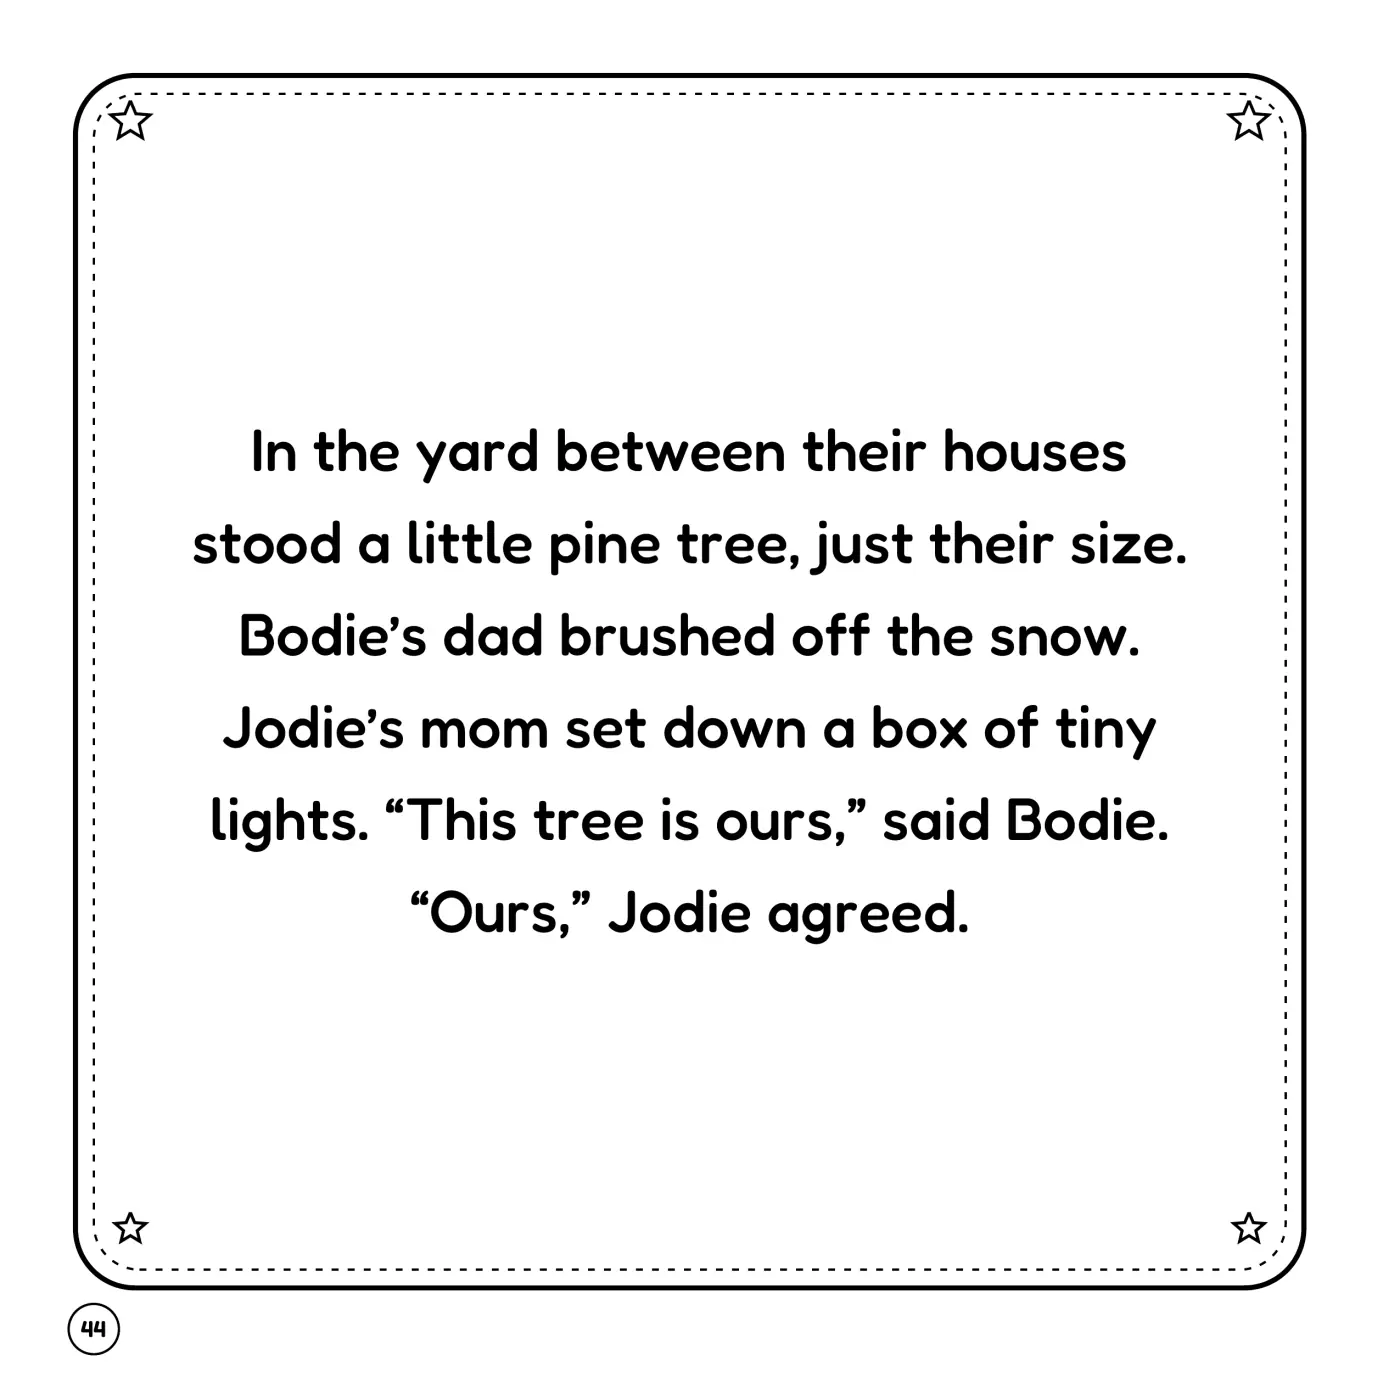 In the yard between their houses
stood a little pine tree, just their size.
Bodie’s dad brushed off the snow.
Jodie’s mom set down a box of tiny
lights. “This tree is ours,” said Bodie.
“Ours,” Jodie agreed.
44